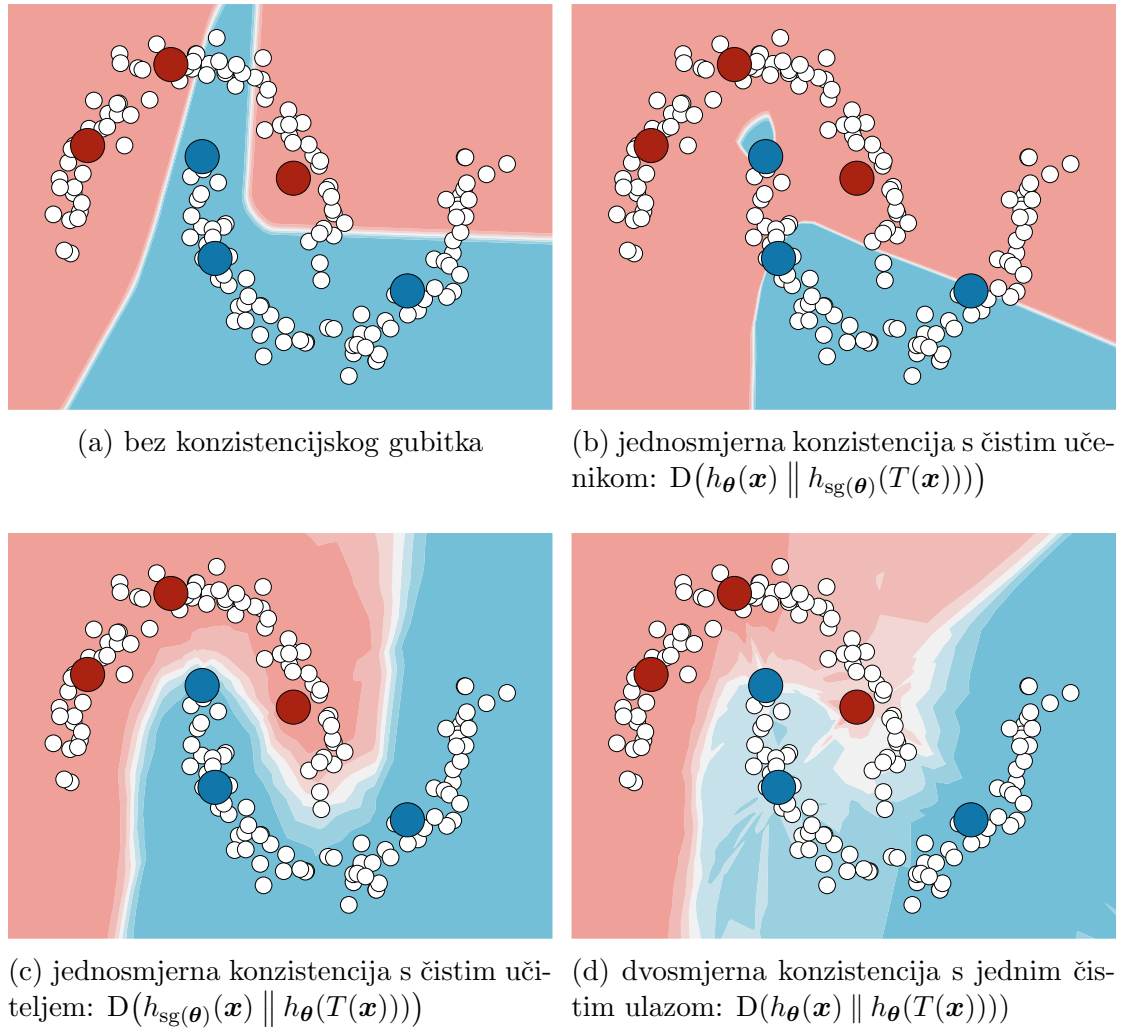 (a) bez konzistencijskog gubitka
(b) jednosmjerna konzistencija s čistim uče-
nikom: D(h_θ(x) ‖ h_sg(θ)(T(x))))
(c) jednosmjerna konzistencija s čistim uči-
teljem: D(h_sg(θ)(x) ‖ h_θ(T(x))))
(d) dvosmjerna konzistencija s jednim čis-
tim ulazom: D(h_θ(x) ‖ h_θ(T(x))))